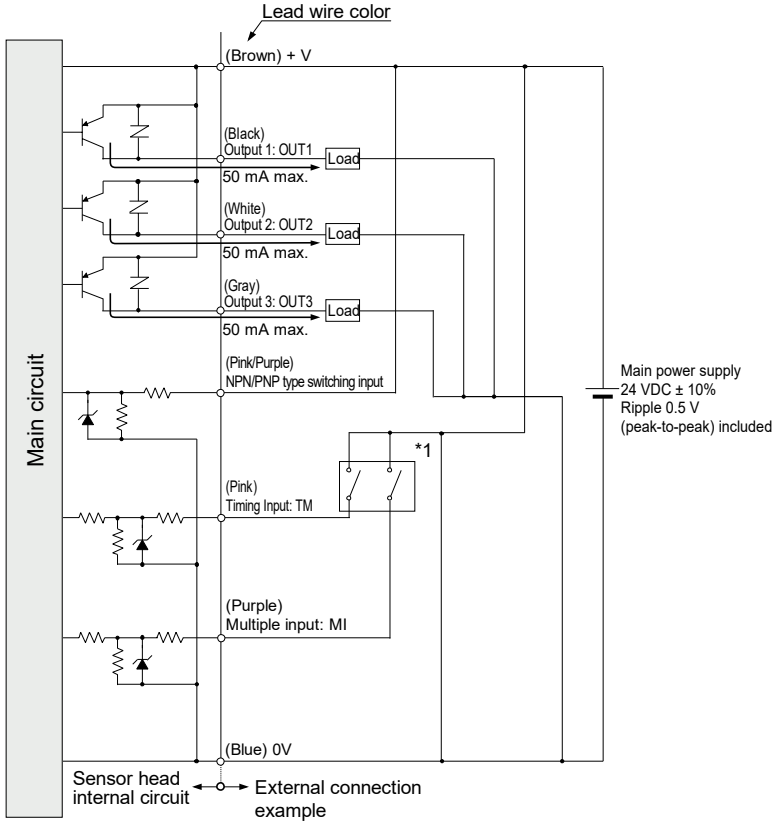 Lead wire color
(Brown) + V
(Black)
Output 1: OUT1
Load
50 mA max.
(White)
Output 2: OUT2
Load
50 mA max.
(Gray)
Output 3: OUT3
Load
50 mA max.
Main circuit
(Pink/Purple)
NPN/PNP type switching input
Main power supply
24 VDC ± 10%
Ripple 0.5 V
(peak-to-peak) included
*1
(Pink)
Timing Input: TM
(Purple)
Multiple input: MI
(Blue) 0V
Sensor head
internal circuit
External connection
example